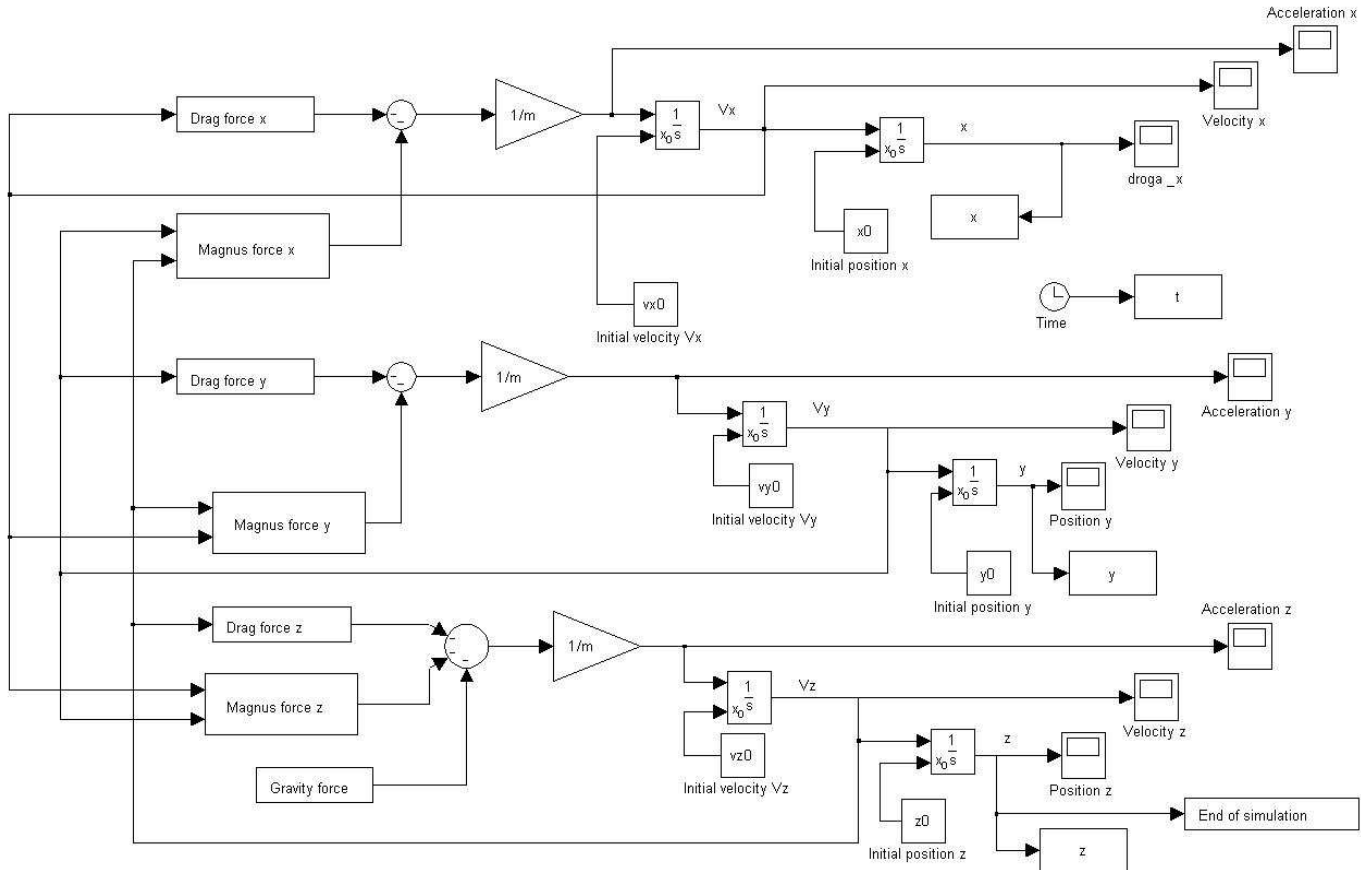 Acceleration x
Drag force x
-
-
1/m
1
s
x0
Vx
Velocity x
1
s
x0
x
droga _x
Magnus force x
x
x0
Initial position x
vx0
Initial velocity Vx
t
Time
Drag force y
-
-
1/m
Acceleration y
1
s
x0
Vy
Velocity y
vy0
Initial velocity Vy
1
s
x0
y
Position y
Magnus force y
y0
Initial position y
y
Drag force z
-
-
-
1/m
Acceleration z
Magnus force z
1
s
x0
Vz
Velocity z
vz0
Initial velocity Vz
1
s
x0
z
Position z
Gravity force
z0
Initial position z
End of simulation
z